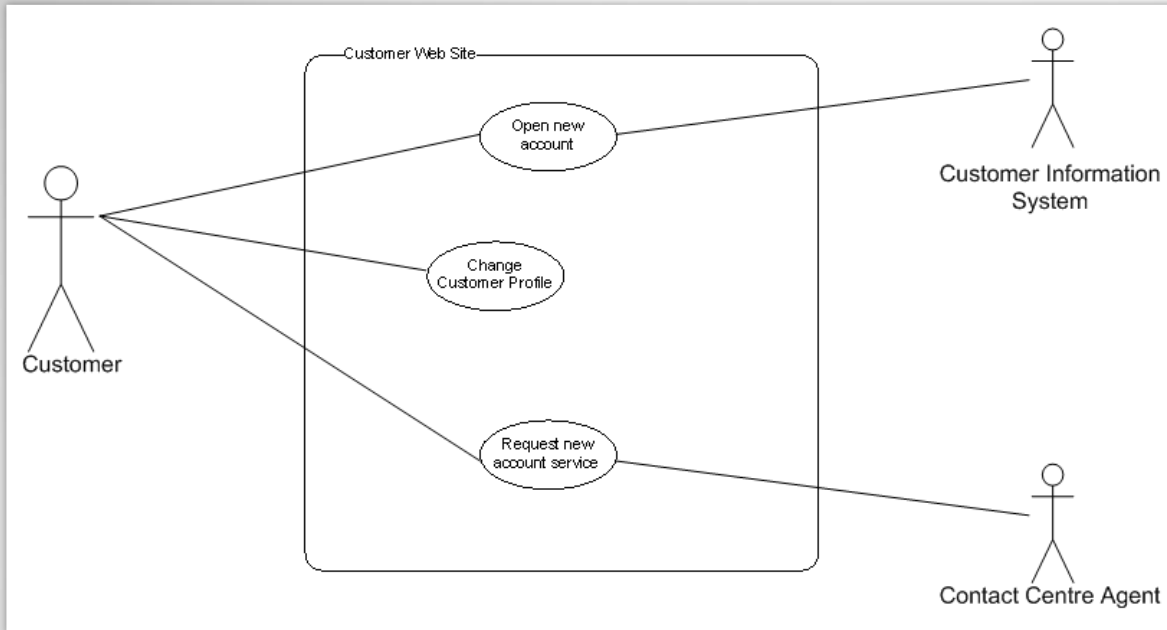 Customer Web Site
Open new
account
Customer Information
System
Change
Customer Profile
Customer
Request new
account service
Contact Centre Agent